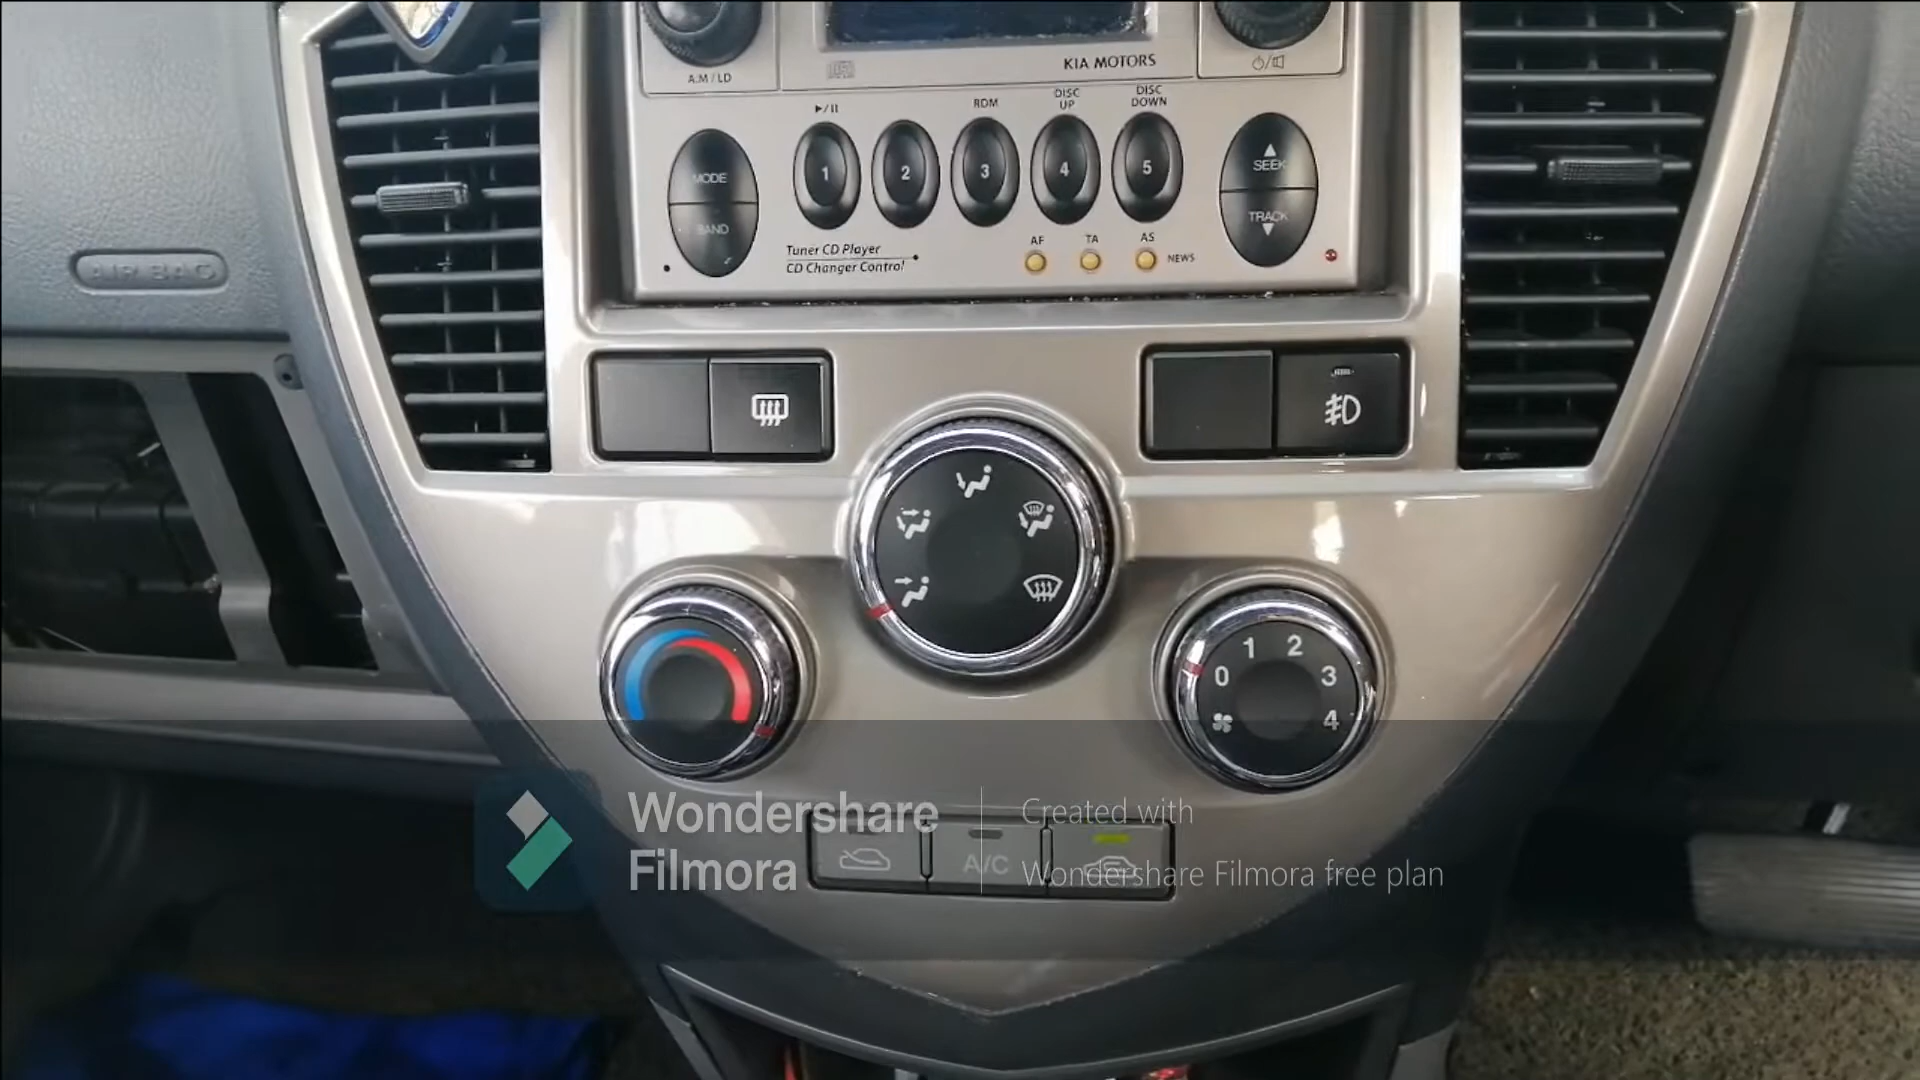 A.M / LD
KIA MOTORS
▶/II
RDM
DISC UP
DISC DOWN
MODE
BAND
1
2
3
4
5
▲
SEEK
TRACK
▼
Tuner CD Player
CD Changer Control
AF
TA
AS
NEWS
AIR BAG
0
1
2
3
4
A/C
Wondershare
Filmora
Created with
Wondershare Filmora free plan